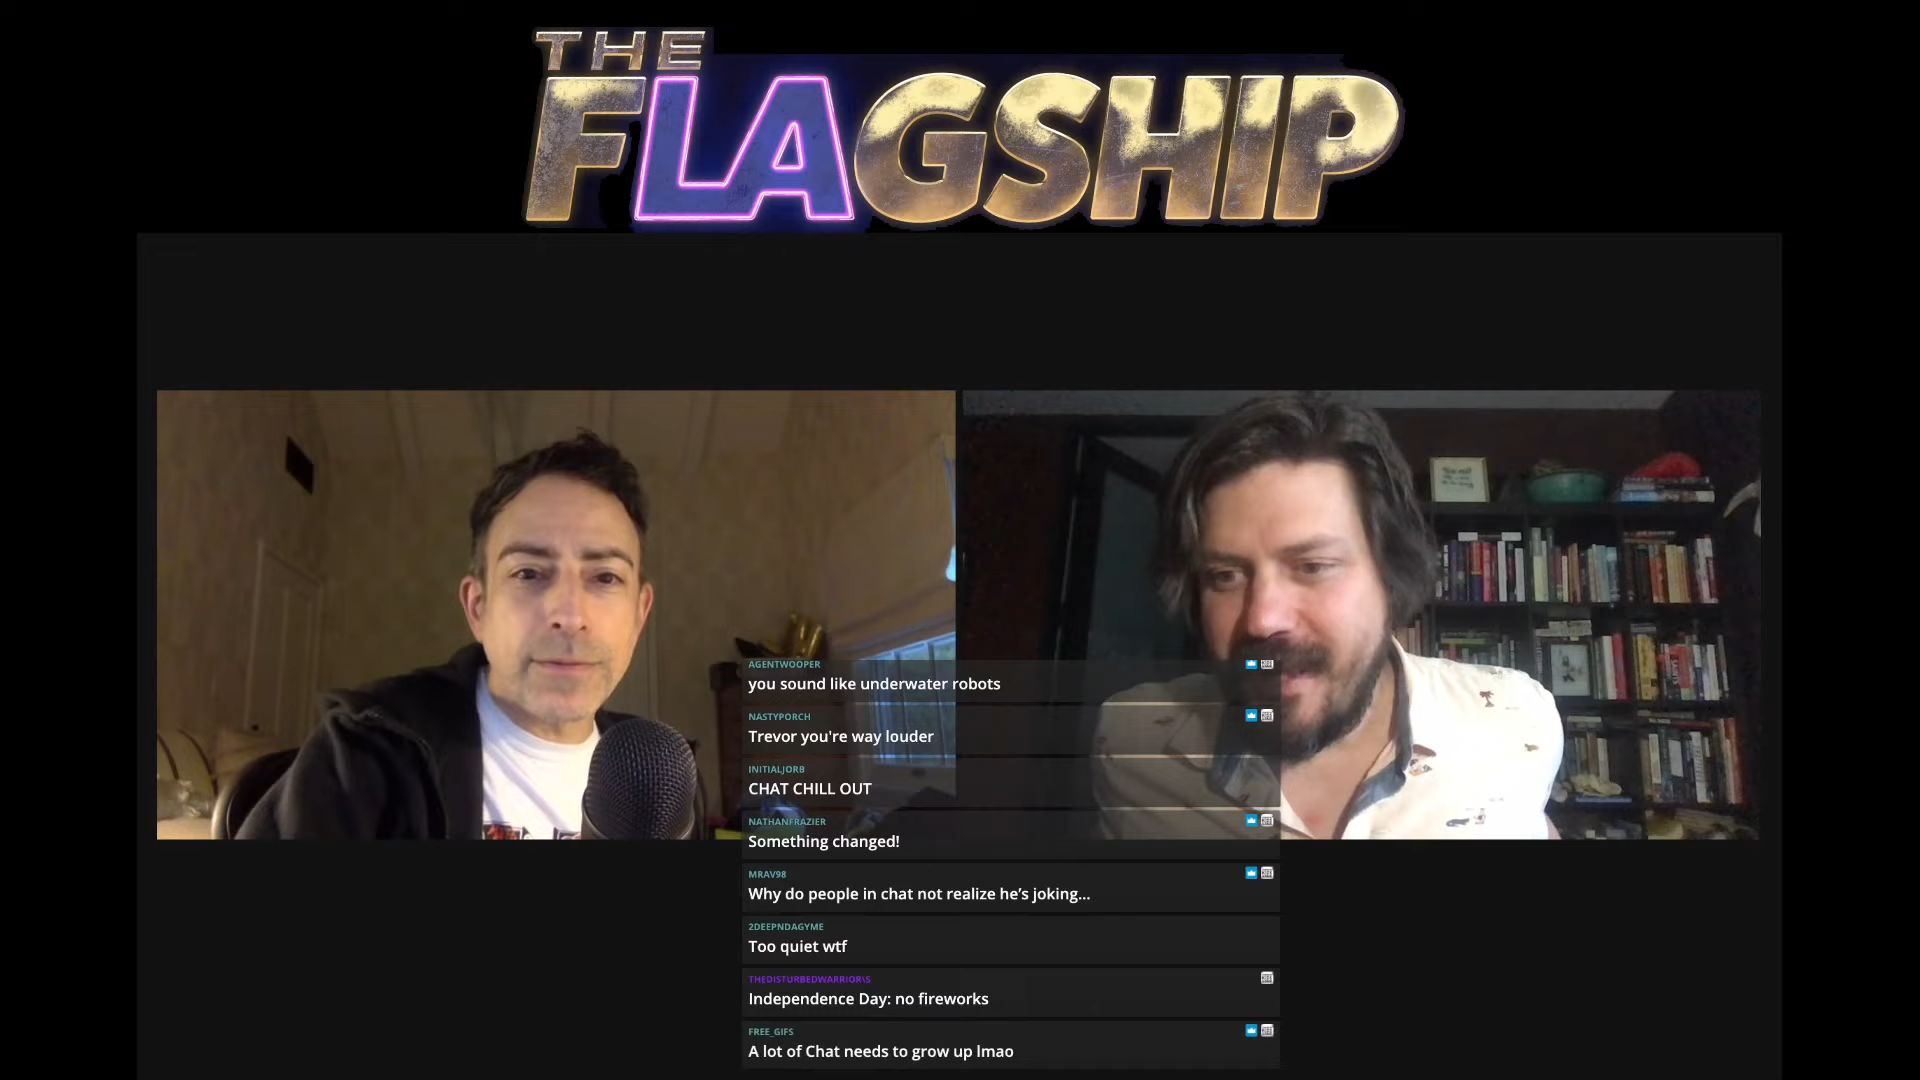 THE
FLAGSHIP
AGENTWOOPER
you sound like underwater robots
NASTYPORCH
Trevor you're way louder
INITIALJORB
CHAT CHILL OUT
NATHANFRAZIER
Something changed!
MRAV98
Why do people in chat not realize he’s joking...
2DEEPNDAGYME
Too quiet wtf
THEDISTURBEDWARRIOR\S
Independence Day: no fireworks
FREE_GIFS
A lot of Chat needs to grow up lmao